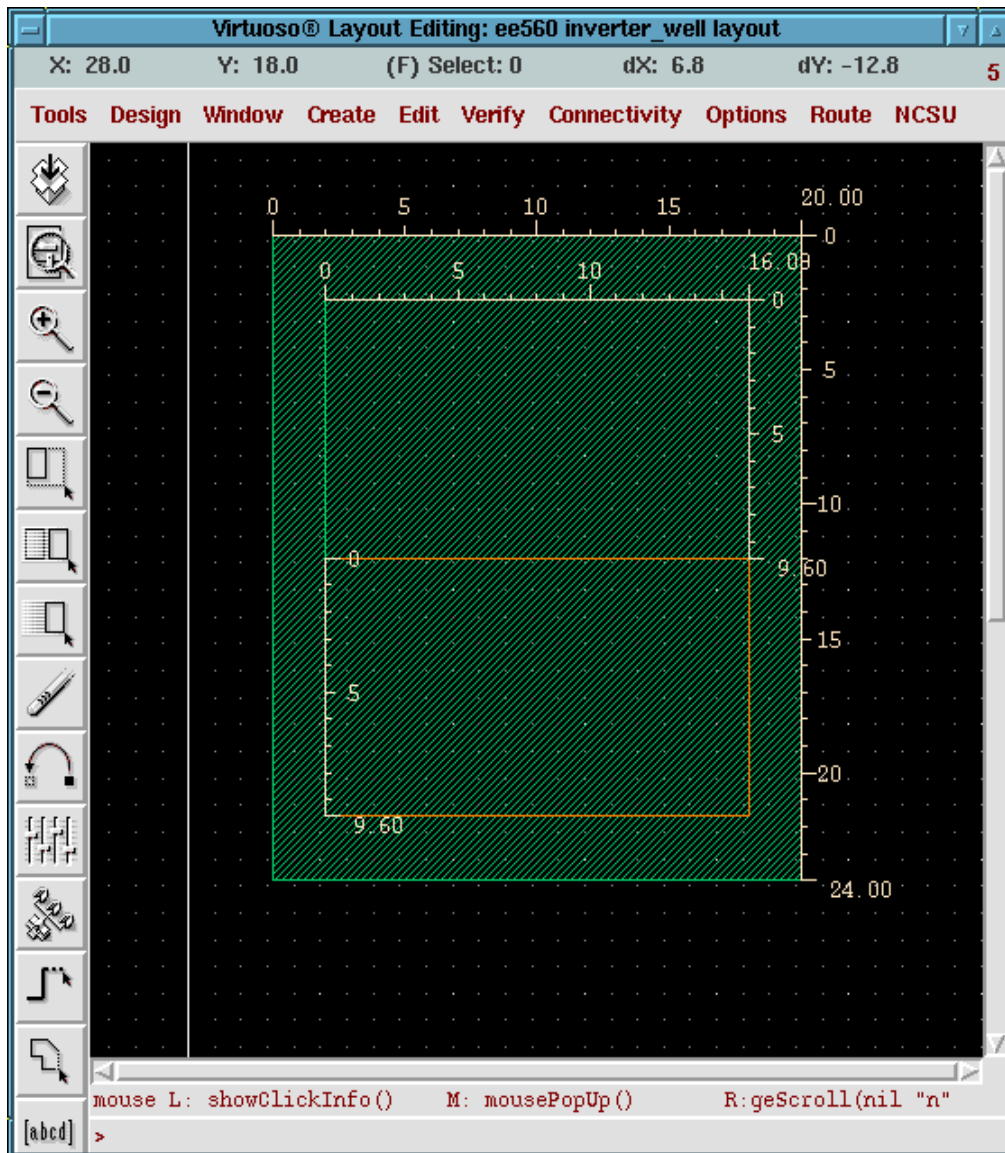 Virtuoso® Layout Editing: ee560 inverter_well layout
X: 28.0 Y: 18.0 (F) Select: 0 dX: 6.8 dY: -12.8 5
Tools Design Window Create Edit Verify Connectivity Options Route NCSU
0 5 10 15 20.00
0
0 5 10 16.00
0
5
5
10
0 9.60
15
5
20
9.60
24.00
mouse L: showClickInfo() M: mousePopUp() R:geScroll(nil "n"
[abcd] >